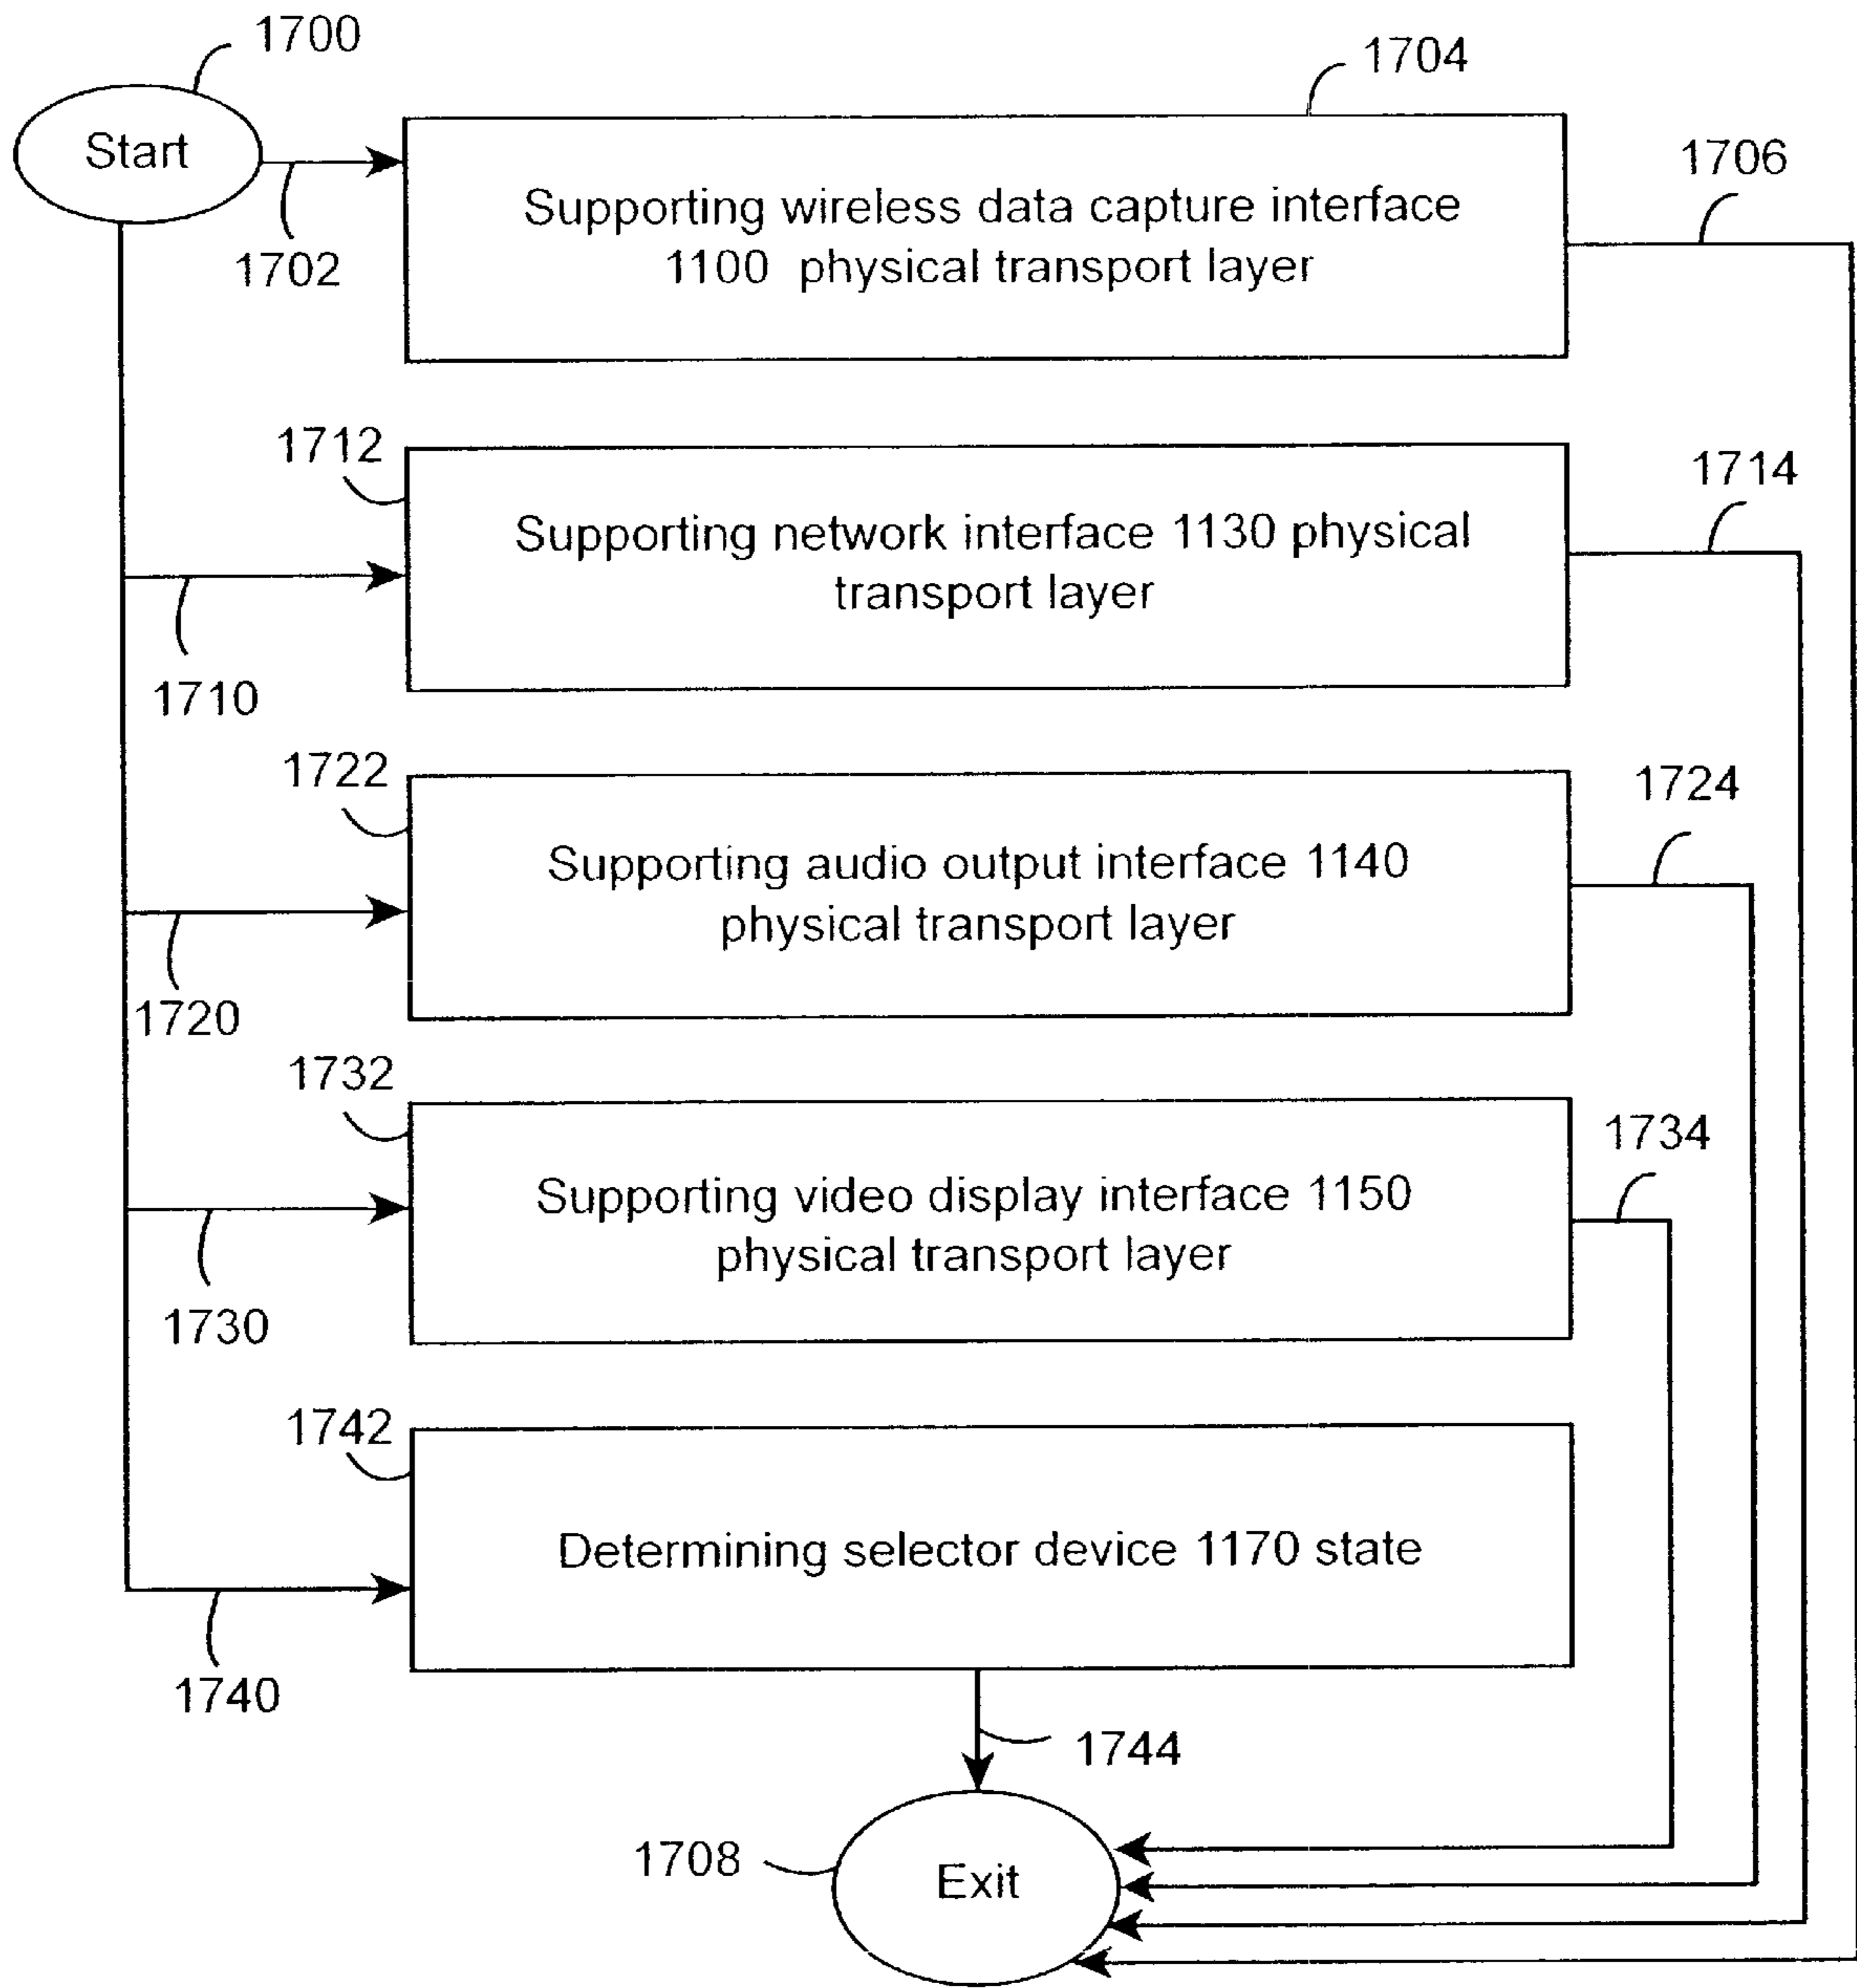 1700
Start
1704
1702
Supporting wireless data capture interface
1100 physical transport layer
1706
1712
Supporting network interface 1130 physical
transport layer
1714
1710
1722
Supporting audio output interface 1140
physical transport layer
1724
1720
1732
Supporting video display interface 1150
physical transport layer
1734
1730
1742
Determining selector device 1170 state
1740
1744
1708
Exit